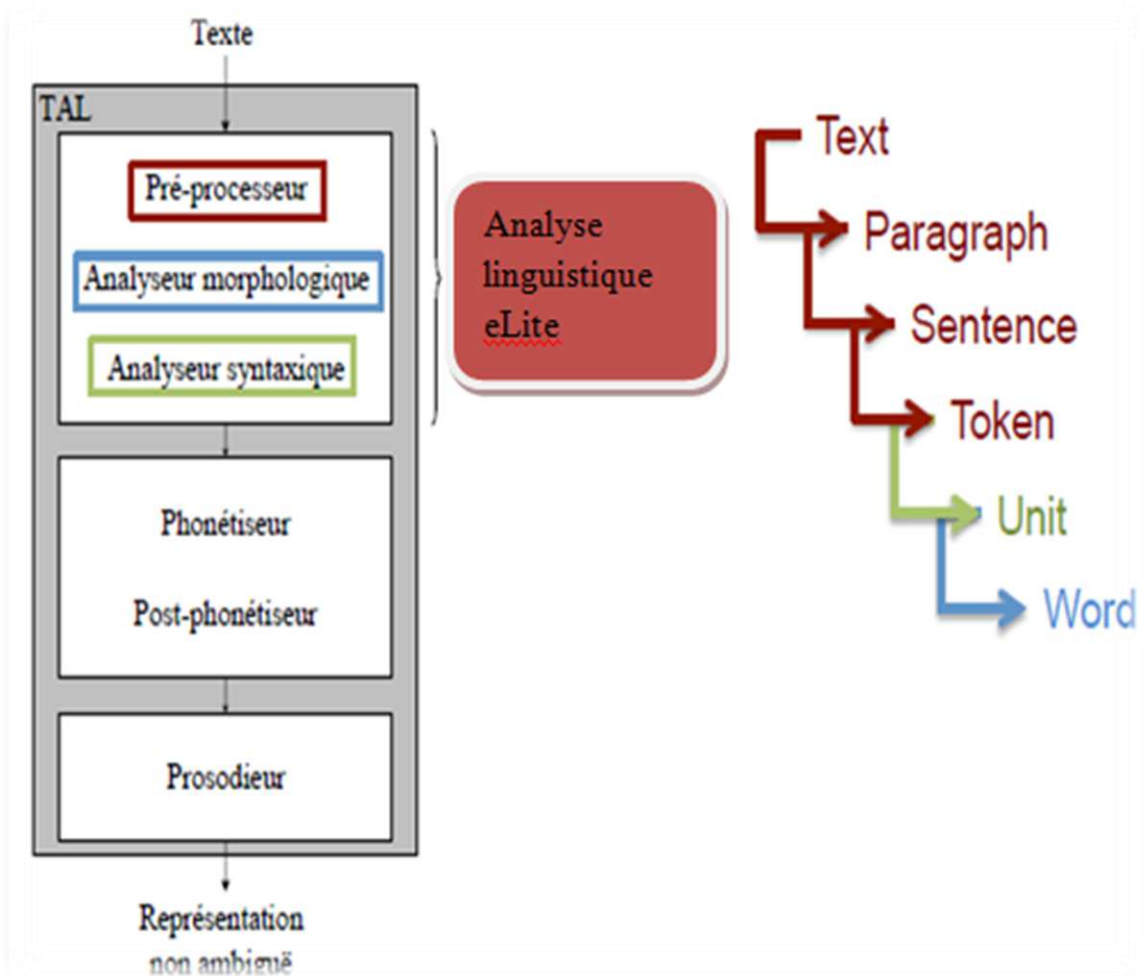 Texte
TAL
Pré-processeur
Analyseur morphologique
Analyseur syntaxique
Analyse
linguistique
eLite
Phonétiseur
Post-phonétiseur
Prosodieur
Représentation
non ambiguë
Text
Paragraph
Sentence
Token
Unit
Word